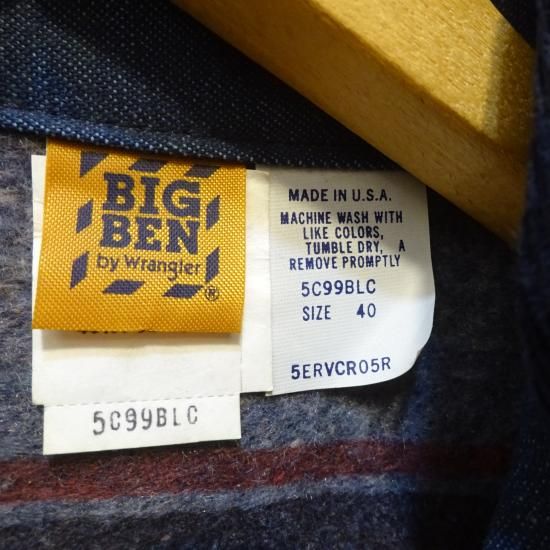 BIG
BEN
by Wrangler®
5C99BLC
MADE IN U.S.A.
MACHINE WASH WITH
LIKE COLORS,
TUMBLE DRY, A
REMOVE PROMPTLY
5C99BLC
SIZE 40
5ERVCR05R